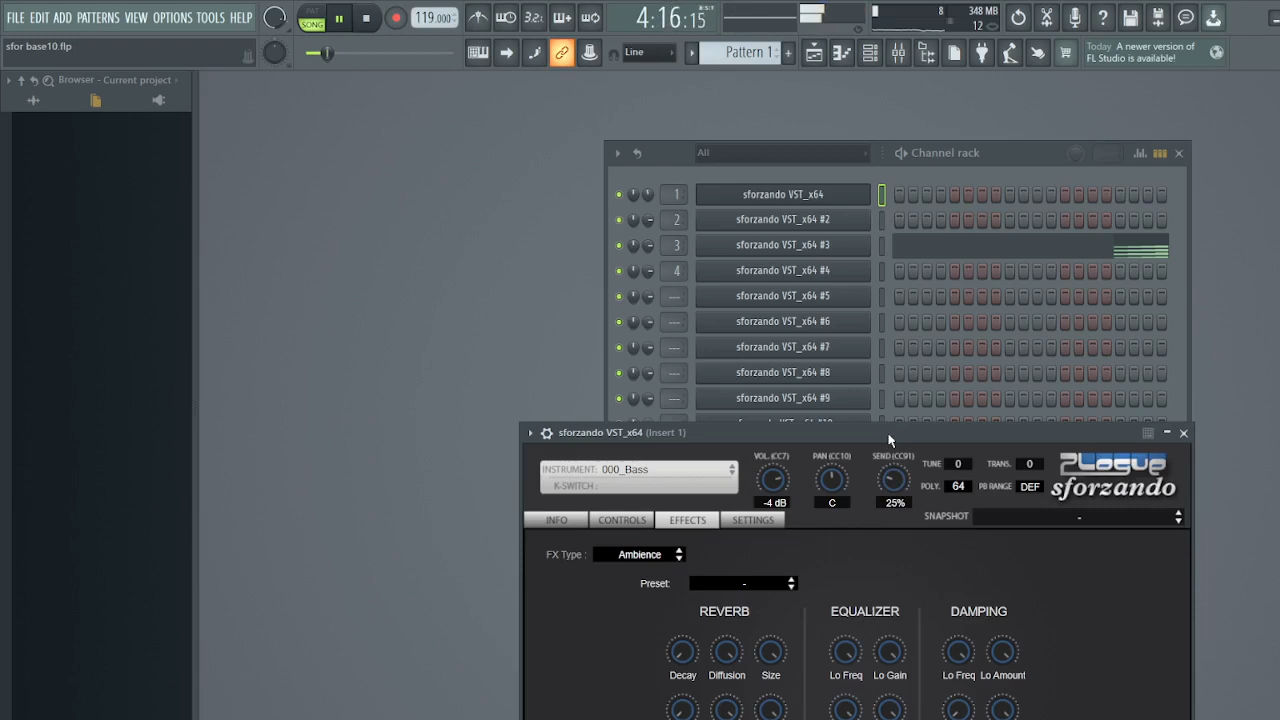 FILE EDIT ADD PATTERNS VIEW OPTIONS TOOLS HELP
PAT
SONG
119.000
3.2.
4:16:15
8
348 MB
12
sfor base10.flp
Line
Pattern 1
+
Today A newer version of
FL Studio is available!
Browser - Current project
All
Channel rack
1 sforzando VST_x64
2 sforzando VST_x64 #2
3 sforzando VST_x64 #3
4 sforzando VST_x64 #4
--- sforzando VST_x64 #5
--- sforzando VST_x64 #6
--- sforzando VST_x64 #7
--- sforzando VST_x64 #8
--- sforzando VST_x64 #9
sforzando VST_x64 (Insert 1)
INSTRUMENT: 000_Bass
K-SWITCH :
VOL. (CC7) PAN (CC10) SEND (CC91)
-4 dB C 25%
TUNE 0 TRANS. 0
POLY. 64 PB RANGE DEF
Plogue
sforzando
INFO CONTROLS EFFECTS SETTINGS
SNAPSHOT -
FX Type : Ambience
Preset: -
REVERB EQUALIZER DAMPING
Decay Diffusion Size Lo Freq Lo Gain Lo Freq Lo Amount